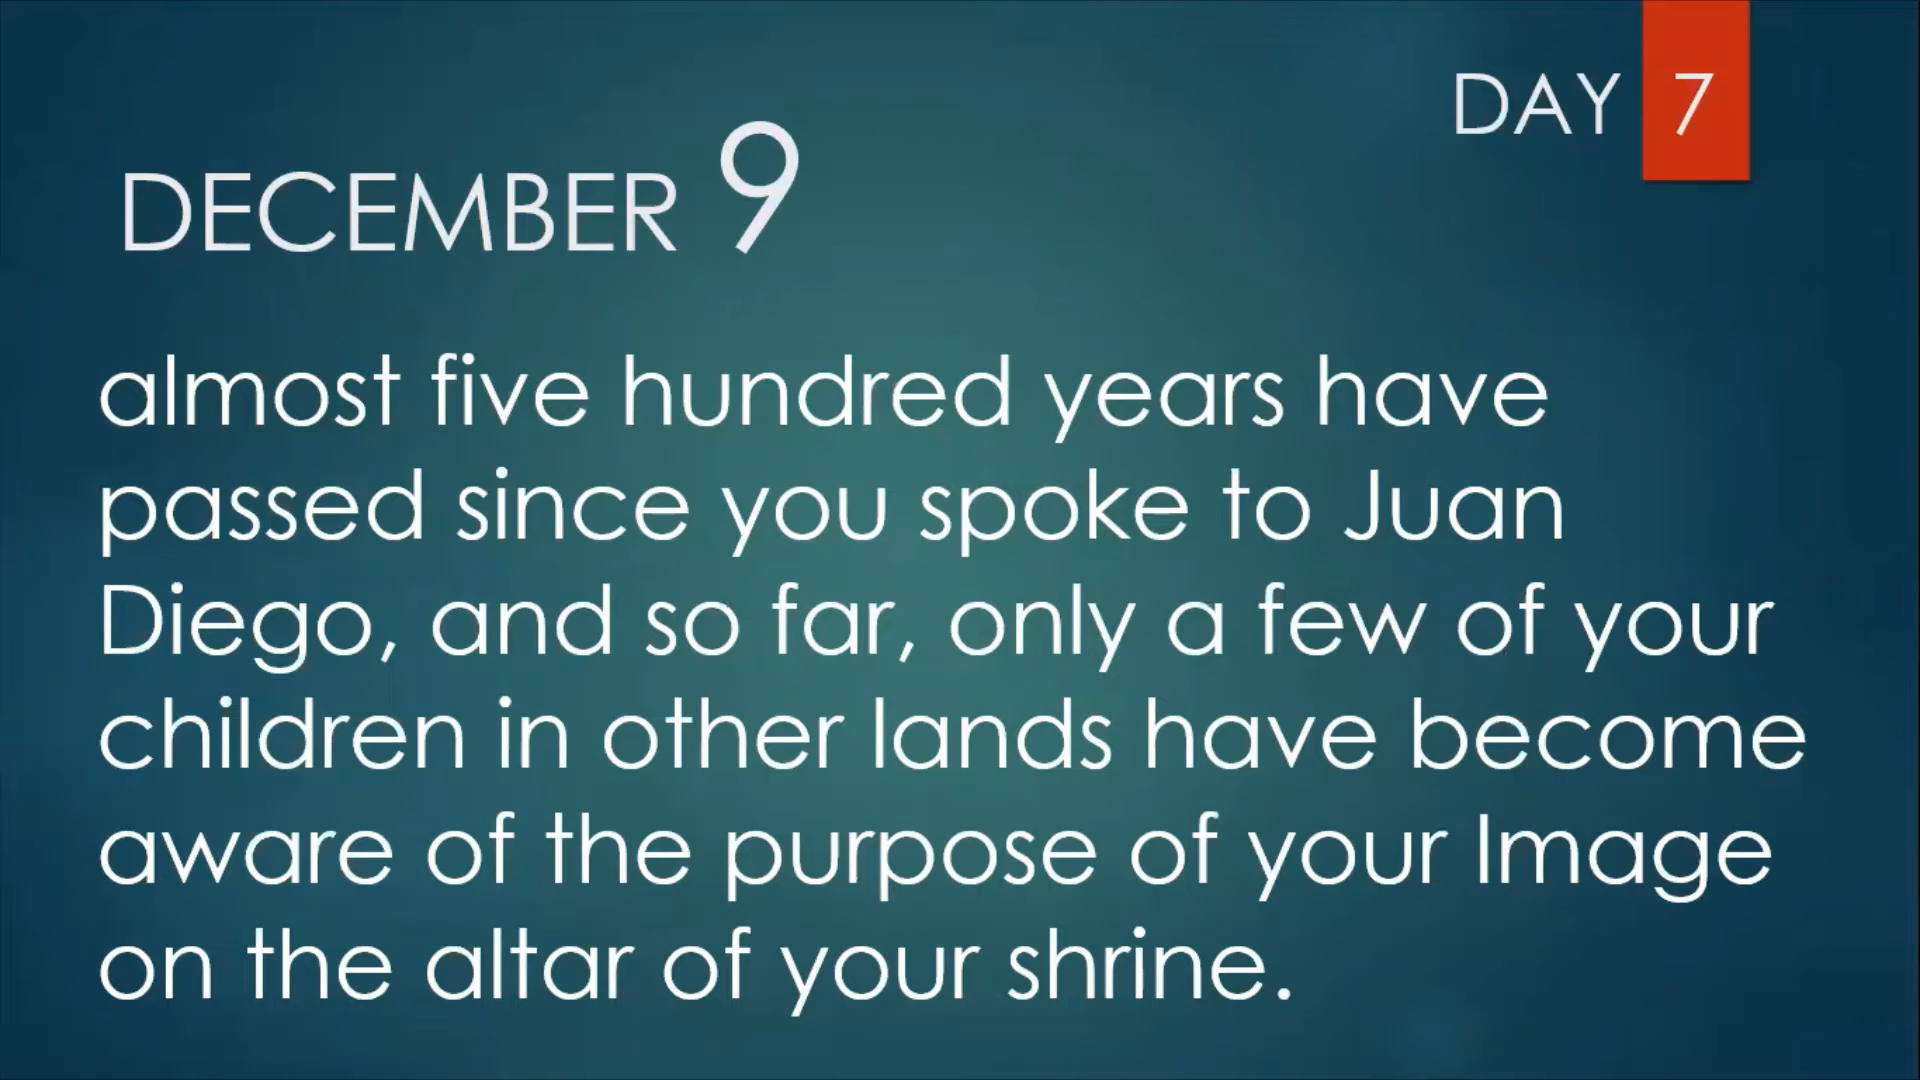 DAY 7
DECEMBER 9
almost five hundred years have
passed since you spoke to Juan
Diego, and so far, only a few of your
children in other lands have become
aware of the purpose of your Image
on the altar of your shrine.